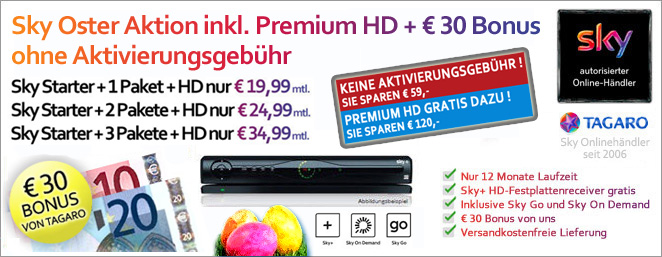 Sky Oster Aktion inkl. Premium HD + € 30 Bonus
ohne Aktivierungsgebühr
Sky Starter + 1 Paket + HD nur € 19,99 mtl.
Sky Starter + 2 Pakete + HD nur € 24,99 mtl.
Sky Starter + 3 Pakete + HD nur € 34,99 mtl.
KEINE AKTIVIERUNGSGEBÜHR !
SIE SPAREN € 59,-
PREMIUM HD GRATIS DAZU !
SIE SPAREN € 120,-
sky
autorisierter
Online-Händler
TAGARO
Sky Onlinehändler
seit 2006
€ 30
BONUS
VON TAGARO
10
20
sky+
Abbildungsbeispiel
Sky+
Sky On Demand
Sky Go
Nur 12 Monate Laufzeit
Sky+ HD-Festplattenreceiver gratis
Inklusive Sky Go und Sky On Demand
€ 30 Bonus von uns
Versandkostenfreie Lieferung